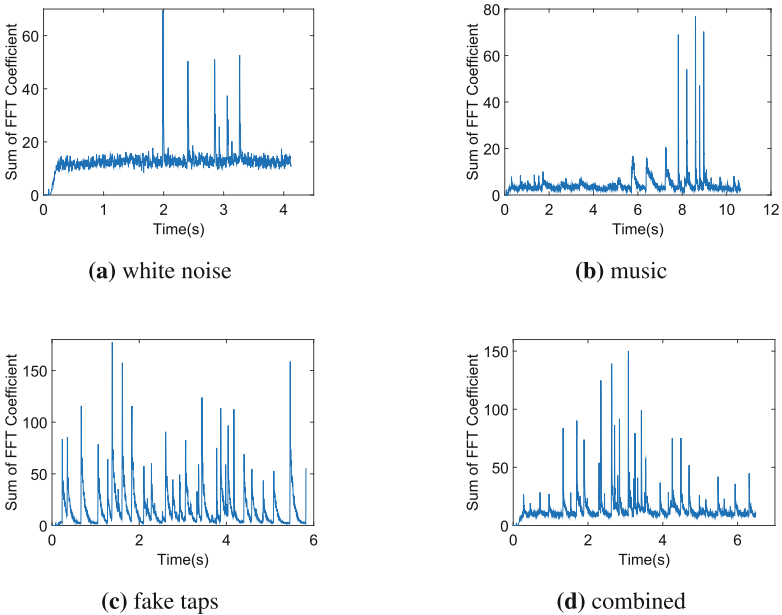 Sum of FFT Coefficient
60
40
20
0
0 1 2 3 4
Time(s)
(a) white noise
Sum of FFT Coefficient
80
60
40
20
0
0 2 4 6 8 10 12
Time(s)
(b) music
Sum of FFT Coefficient
150
100
50
0
0 2 4 6
Time(s)
(c) fake taps
Sum of FFT Coefficient
150
100
50
0
0 2 4 6
Time(s)
(d) combined